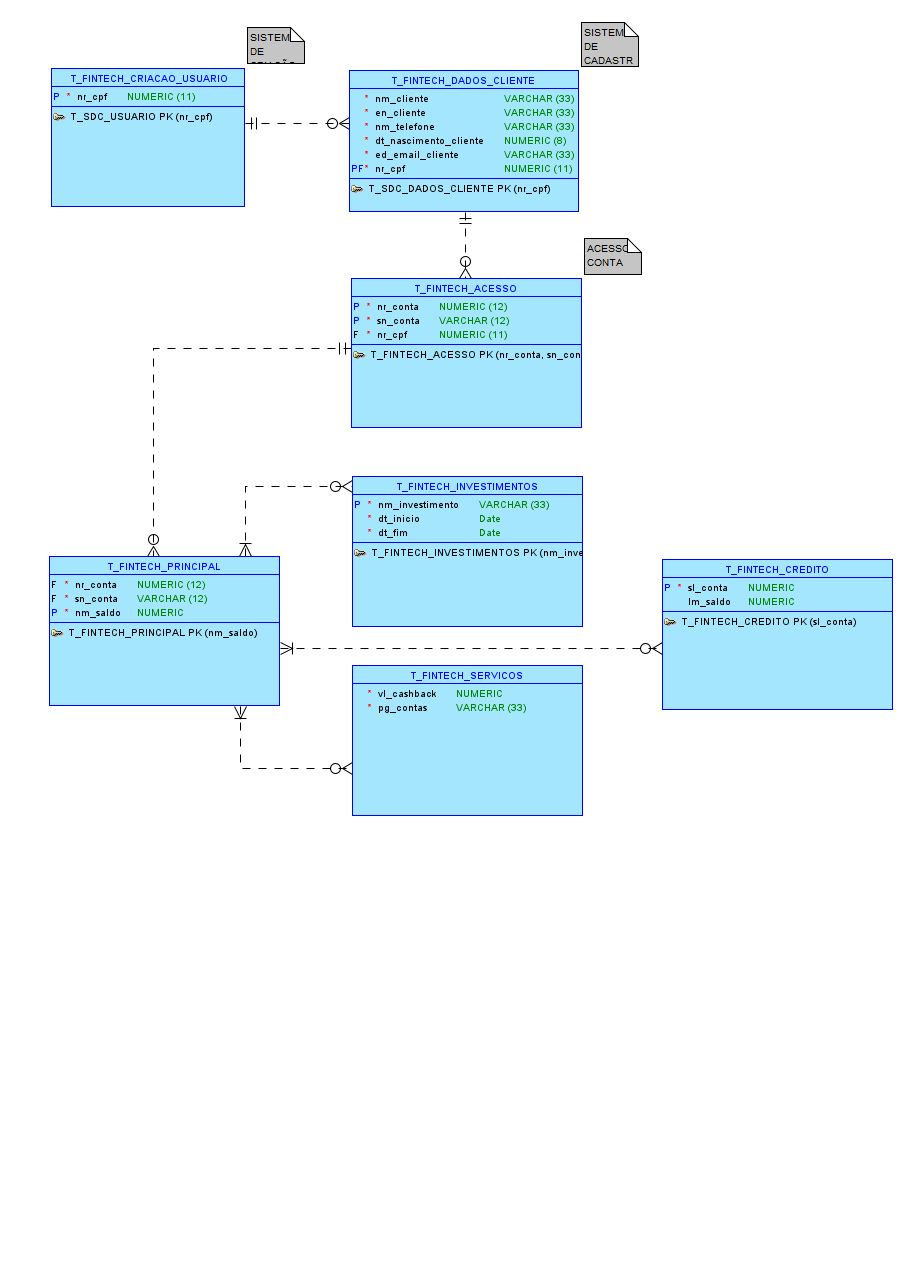 SISTEM
DE
SISTEM
DE
CADASTR
T_FINTECH_CRIACAO_USUARIO
P * nr_cpf NUMERIC (11)
T_SDC_USUARIO PK (nr_cpf)
T_FINTECH_DADOS_CLIENTE
* nm_cliente VARCHAR (33)
* en_cliente VARCHAR (33)
* nm_telefone VARCHAR (33)
* dt_nascimento_cliente NUMERIC (8)
* ed_email_cliente VARCHAR (33)
PF* nr_cpf NUMERIC (11)
T_SDC_DADOS_CLIENTE PK (nr_cpf)
ACESSO
CONTA
T_FINTECH_ACESSO
P * nr_conta NUMERIC (12)
P * sn_conta VARCHAR (12)
F * nr_cpf NUMERIC (11)
T_FINTECH_ACESSO PK (nr_conta, sn_con
T_FINTECH_INVESTIMENTOS
P * nm_investimento VARCHAR (33)
* dt_inicio Date
* dt_fim Date
T_FINTECH_INVESTIMENTOS PK (nm_inve
T_FINTECH_PRINCIPAL
F * nr_conta NUMERIC (12)
F * sn_conta VARCHAR (12)
P * nm_saldo NUMERIC
T_FINTECH_PRINCIPAL PK (nm_saldo)
T_FINTECH_CREDITO
P * sl_conta NUMERIC
lm_saldo NUMERIC
T_FINTECH_CREDITO PK (sl_conta)
T_FINTECH_SERVICOS
* vl_cashback NUMERIC
* pg_contas VARCHAR (33)